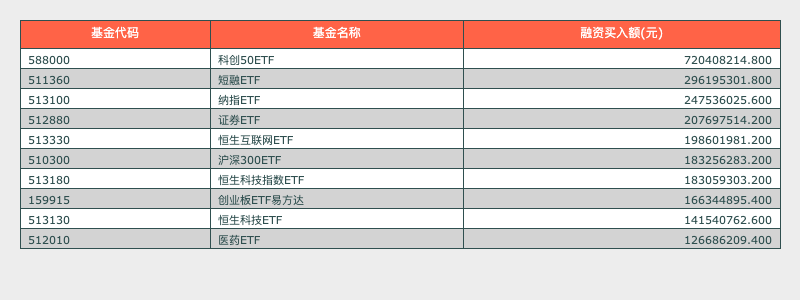 基金代码 基金名称 融资买入额(元)
588000 科创50ETF 720408214.800
511360 短融ETF 296195301.800
513100 纳指ETF 247536025.600
512880 证券ETF 207697514.200
513330 恒生互联网ETF 198601981.200
510300 沪深300ETF 183256283.200
513180 恒生科技指数ETF 183059303.200
159915 创业板ETF易方达 166344895.400
513130 恒生科技ETF 141540762.600
512010 医药ETF 126686209.400